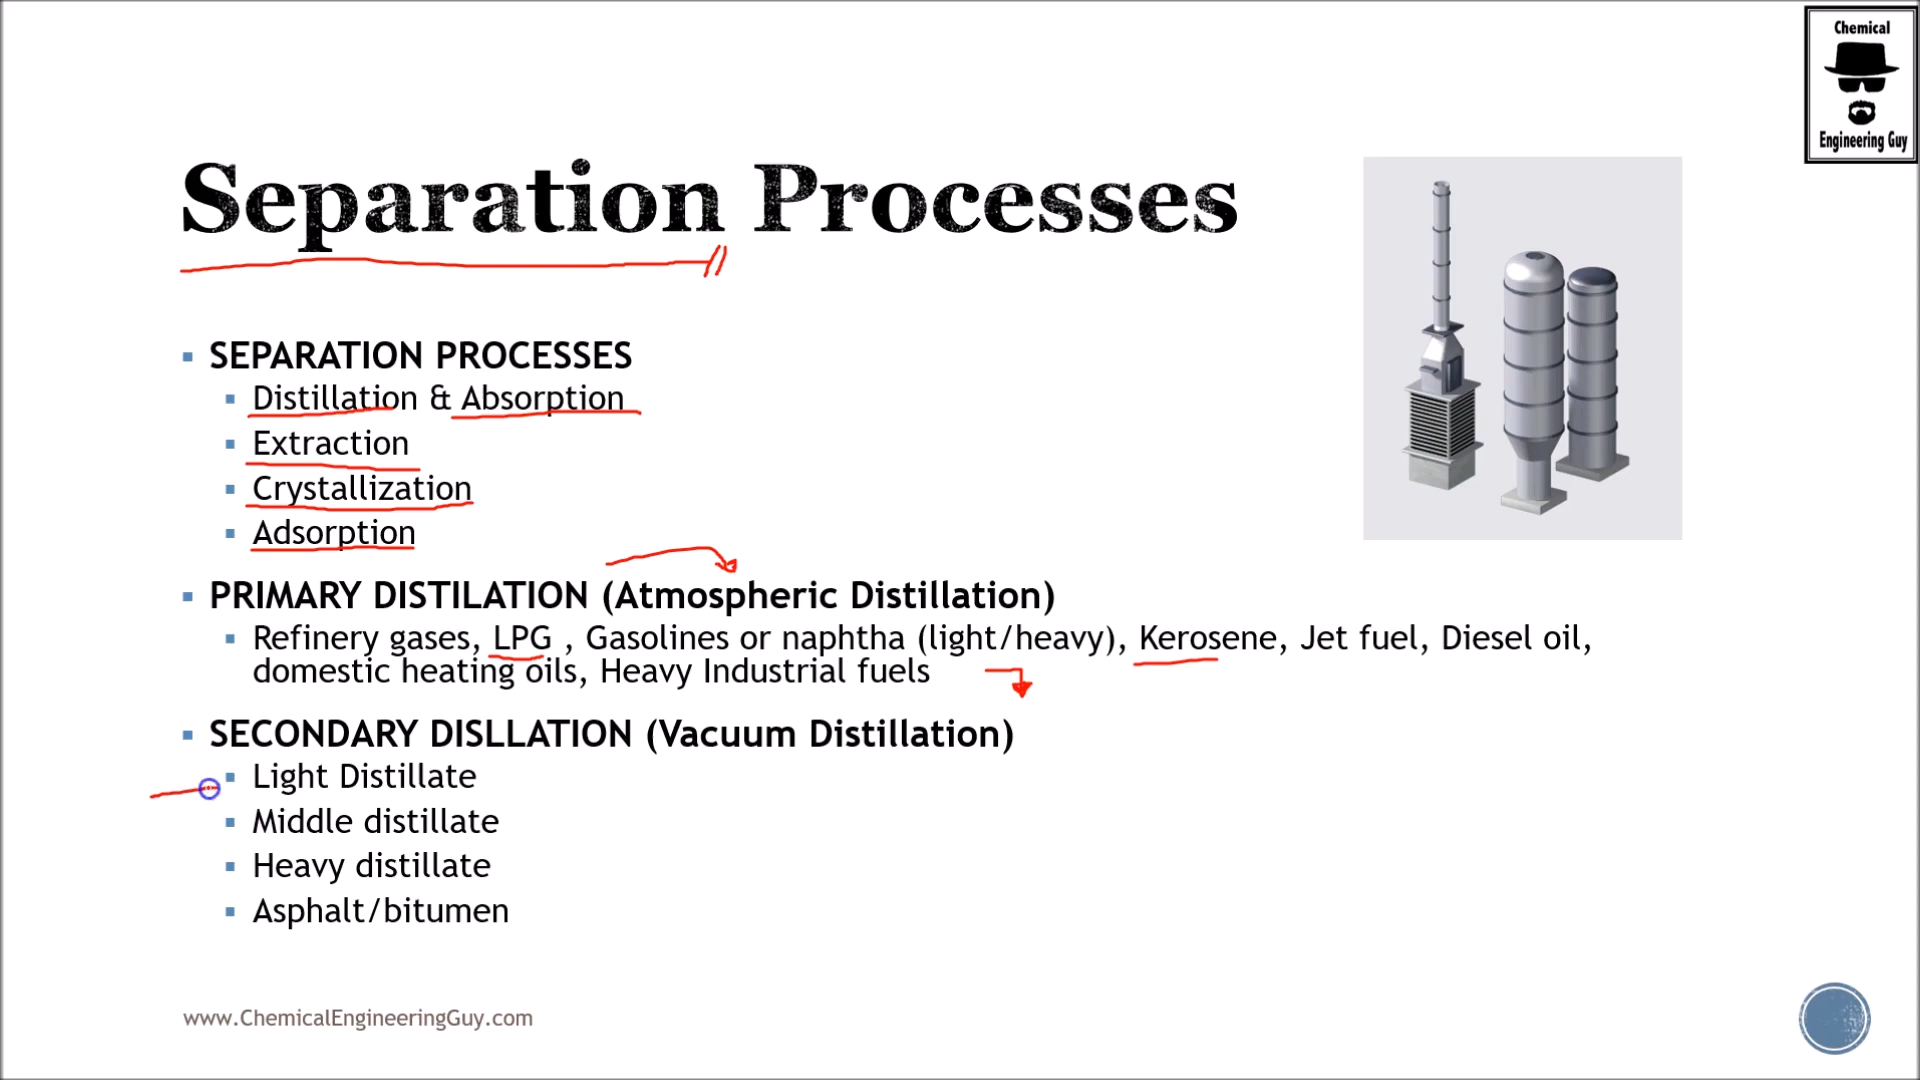 Chemical
Engineering Guy
Separation Processes
SEPARATION PROCESSES
Distillation & Absorption
Extraction
Crystallization
Adsorption
PRIMARY DISTILATION (Atmospheric Distillation)
Refinery gases, LPG , Gasolines or naphtha (light/heavy), Kerosene, Jet fuel, Diesel oil,
domestic heating oils, Heavy Industrial fuels
SECONDARY DISLLATION (Vacuum Distillation)
Light Distillate
Middle distillate
Heavy distillate
Asphalt/bitumen
www.ChemicalEngineeringGuy.com